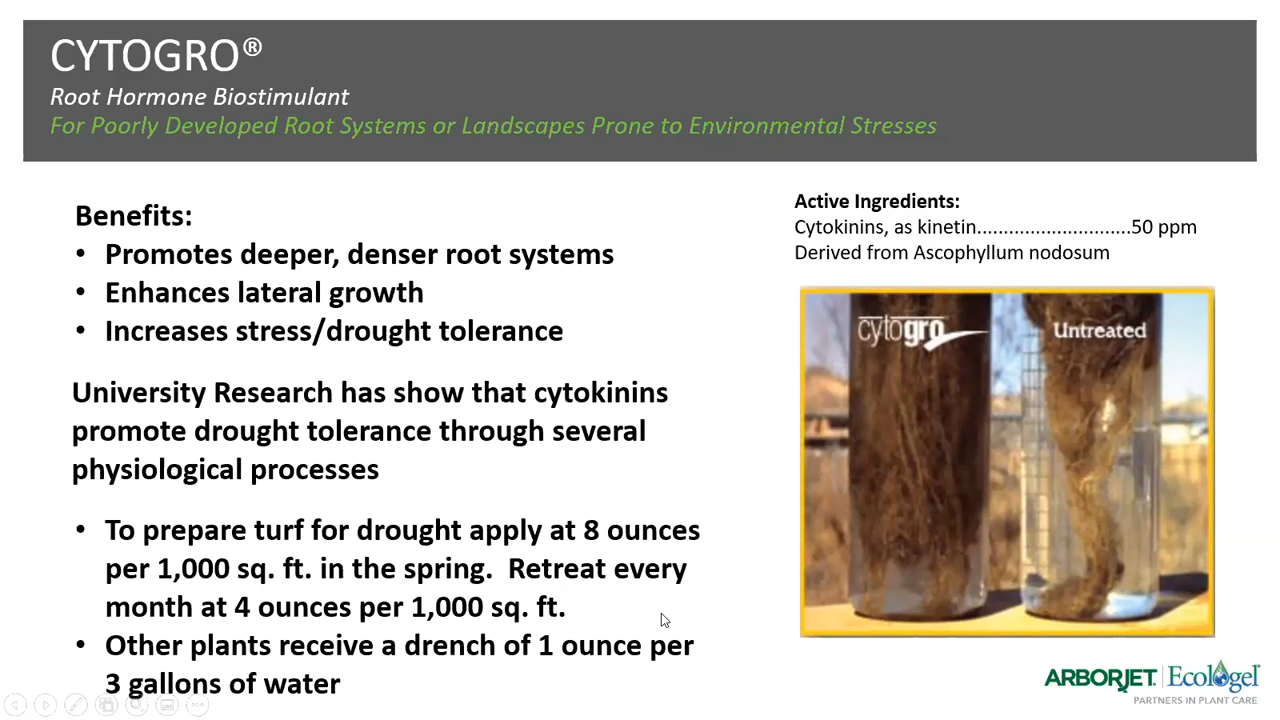 CYTOGRO®
Root Hormone Biostimulant
For Poorly Developed Root Systems or Landscapes Prone to Environmental Stresses
Benefits:
• Promotes deeper, denser root systems
• Enhances lateral growth
• Increases stress/drought tolerance
University Research has show that cytokinins
promote drought tolerance through several
physiological processes
• To prepare turf for drought apply at 8 ounces
per 1,000 sq. ft. in the spring.  Retreat every
month at 4 ounces per 1,000 sq. ft.
• Other plants receive a drench of 1 ounce per
3 gallons of water
Active Ingredients:
Cytokinins, as kinetin.............................50 ppm
Derived from Ascophyllum nodosum
cytogro
Untreated
ARBORJET | Ecologel
PARTNERS IN PLANT CARE